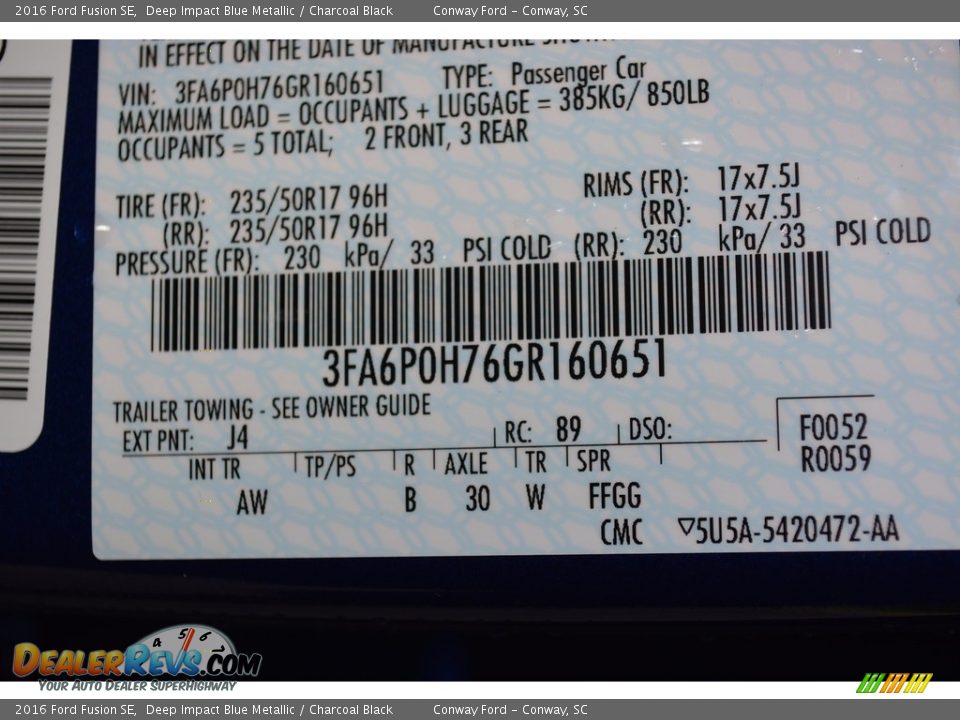 2016 Ford Fusion SE, Deep Impact Blue Metallic / Charcoal Black Conway Ford - Conway, SC
IN EFFECT ON THE DATE OF MANUFACTURE
VIN: 3FA6P0H76GR160651 TYPE: Passenger Car
MAXIMUM LOAD = OCCUPANTS + LUGGAGE = 385KG/ 850LB
OCCUPANTS = 5 TOTAL; 2 FRONT, 3 REAR
TIRE (FR): 235/50R17 96H RIMS (FR): 17x7.5J
(RR): 235/50R17 96H (RR): 17x7.5J
PRESSURE (FR): 230 kPa/ 33 PSI COLD (RR): 230 kPa/ 33 PSI COLD
3FA6P0H76GR160651
TRAILER TOWING - SEE OWNER GUIDE
EXT PNT: J4 RC: 89 DSO: F0052
INT TR TP/PS R AXLE TR SPR R0059
AW B 30 W FFGG
CMC ▽5U5A-5420472-AA
4 5 6
DEALERREVS.COM
YOUR AUTO DEALER SUPERHIGHWAY
2016 Ford Fusion SE, Deep Impact Blue Metallic / Charcoal Black Conway Ford - Conway, SC